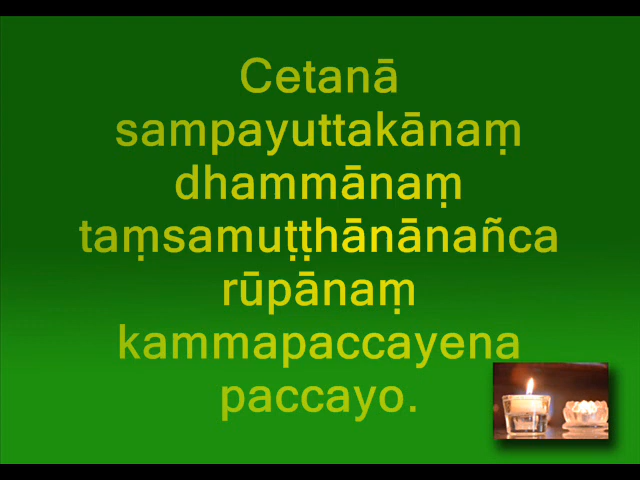 Cetanā
sampayuttakānaṃ
dhammānaṃ
taṃsamuṭṭhānānañca
rūpānaṃ
kammapaccayena
paccayo.